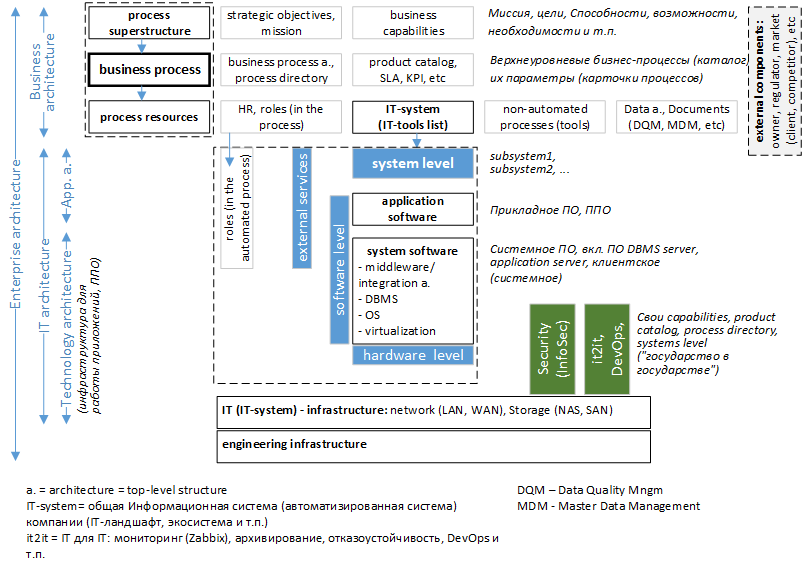 process
superstructure
strategic objectives,
mission
business
capabilities
Миссия, цели, Способности, возможности,
необходимости и т.п.
business process
business process a.,
process directory
product catalog,
SLA, KPI, etc
Верхнеуровневые бизнес-процессы (каталог)
их параметры (карточки процессов)
process resources
HR, roles (in the
process)
IT-system
(IT-tools list)
non-automated
processes (tools)
Data a., Documents
(DQM, MDM, etc)
external components:
owner, regulator, market
(client, competitor), etc
Enterprise architecture
Business
architecture
IT architecture
App. a.
Technology architecture
(инфраструктура для
работы приложений, ППО)
roles (in the
automated process)
external services
system level
subsystem1,
subsystem2, ...
software level
application
software
Прикладное ПО, ППО
system software
- middleware/
integration a.
- DBMS
- OS
- virtualization
Системное ПО, вкл. ПО DBMS server,
application server, клиентское
(системное)
hardware level
Security
(InfoSec)
it2it,
DevOps,
Свои capabilities, product
catalog, process directory,
systems level
("государство в
государстве")
IT (IT-system) - infrastructure: network (LAN, WAN), Storage (NAS, SAN)
engineering infrastructure
a. = architecture = top-level structure
IT-system= общая Информационная система (автоматизированная система)
компании (IT-ландшафт, экосистема и т.п.)
it2it = IT для IT: мониторинг (Zabbix), архивирование, отказоустойчивость, DevOps и
т.п.
DQM – Data Quality Mngm
MDM - Master Data Management